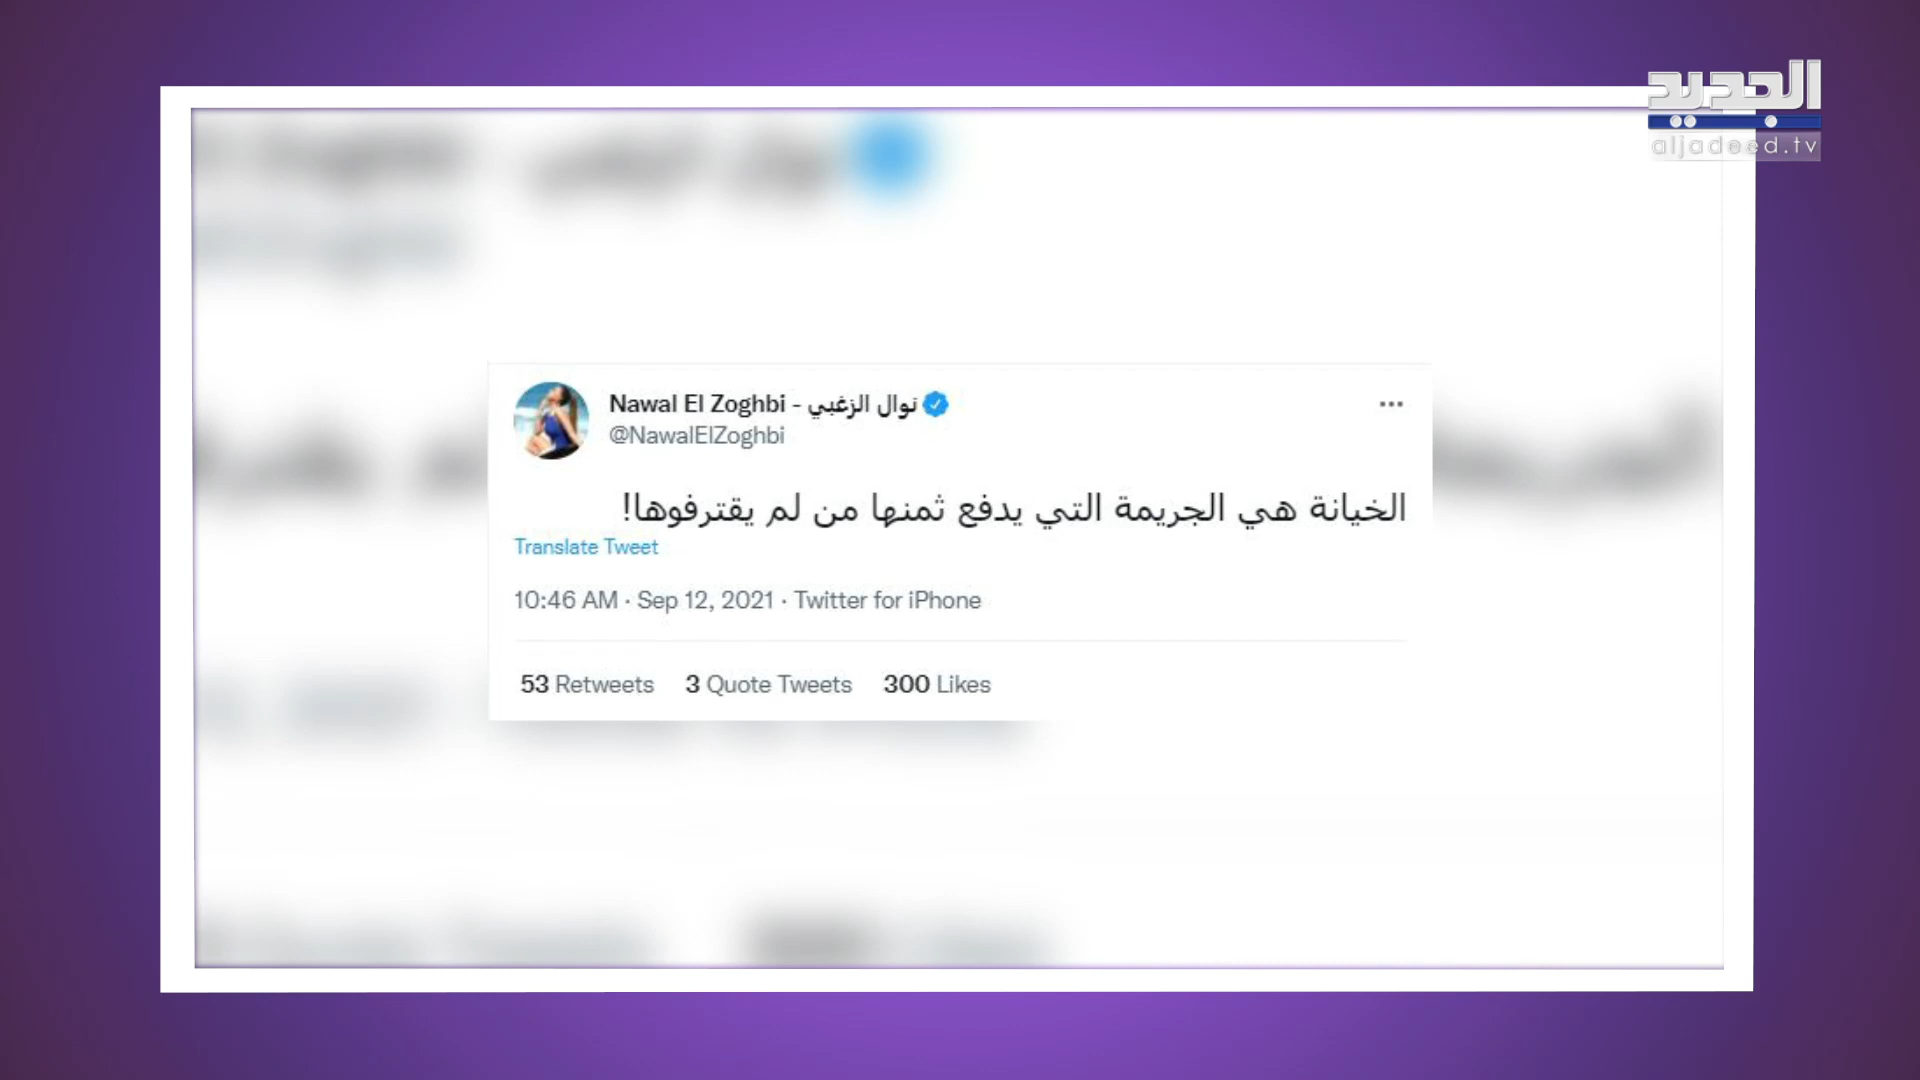 الجديد
aljadeed.tv
Nawal El Zoghbi - نوال الزغبي
@NawalElZoghbi
الخيانة هي الجريمة التي يدفع ثمنها من لم يقترفوها!
Translate Tweet
10:46 AM · Sep 12, 2021 · Twitter for iPhone
53 Retweets 3 Quote Tweets 300 Likes